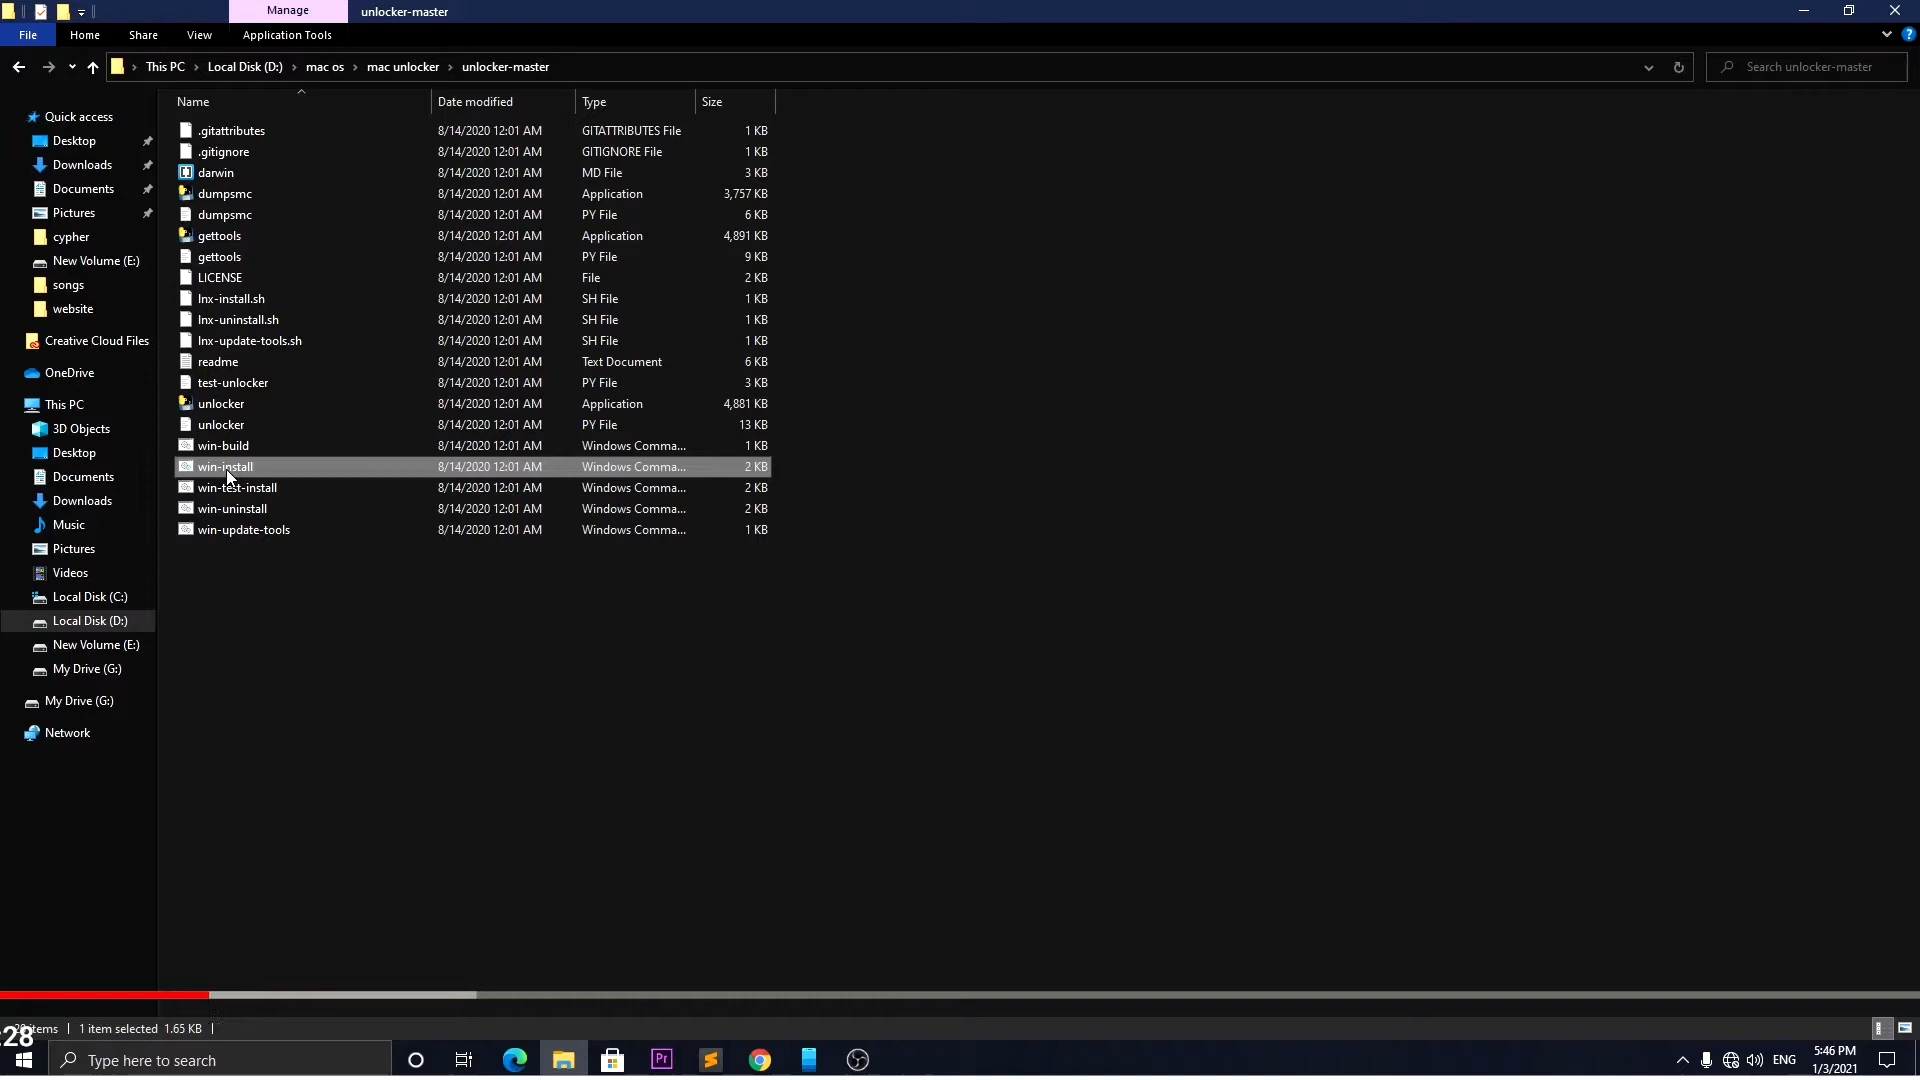 Manage
unlocker-master
File
Home
Share
View
Application Tools
This PC
Local Disk (D:)
mac os
mac unlocker
unlocker-master
Search unlocker-master
Quick access
Desktop
Downloads
Documents
Pictures
cypher
New Volume (E:)
songs
website
Creative Cloud Files
OneDrive
This PC
3D Objects
Desktop
Documents
Downloads
Music
Pictures
Videos
Local Disk (C:)
Local Disk (D:)
New Volume (E:)
My Drive (G:)
My Drive (G:)
Network
Name Date modified Type Size
.gitattributes 8/14/2020 12:01 AM GITATTRIBUTES File 1 KB
.gitignore 8/14/2020 12:01 AM GITIGNORE File 1 KB
darwin 8/14/2020 12:01 AM MD File 3 KB
dumpsmc 8/14/2020 12:01 AM Application 3,757 KB
dumpsmc 8/14/2020 12:01 AM PY File 6 KB
gettools 8/14/2020 12:01 AM Application 4,891 KB
gettools 8/14/2020 12:01 AM PY File 9 KB
LICENSE 8/14/2020 12:01 AM File 2 KB
lnx-install.sh 8/14/2020 12:01 AM SH File 1 KB
lnx-uninstall.sh 8/14/2020 12:01 AM SH File 1 KB
lnx-update-tools.sh 8/14/2020 12:01 AM SH File 1 KB
readme 8/14/2020 12:01 AM Text Document 6 KB
test-unlocker 8/14/2020 12:01 AM PY File 3 KB
unlocker 8/14/2020 12:01 AM Application 4,881 KB
unlocker 8/14/2020 12:01 AM PY File 13 KB
win-build 8/14/2020 12:01 AM Windows Comma... 1 KB
win-install 8/14/2020 12:01 AM Windows Comma... 2 KB
win-test-install 8/14/2020 12:01 AM Windows Comma... 2 KB
win-uninstall 8/14/2020 12:01 AM Windows Comma... 2 KB
win-update-tools 8/14/2020 12:01 AM Windows Comma... 1 KB
20 items 1 item selected 1.65 KB
:28
Type here to search
Pr
ENG
5:46 PM
1/3/2021